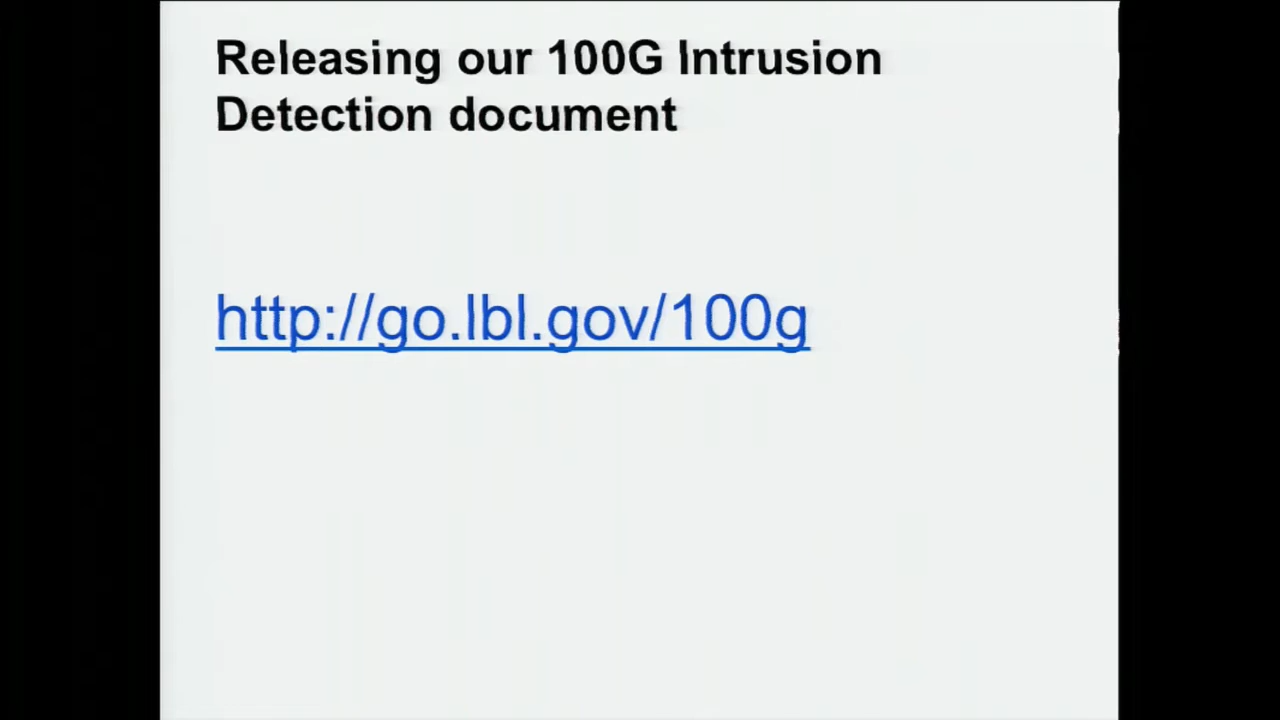 Releasing our 100G Intrusion
Detection document
http://go.lbl.gov/100g